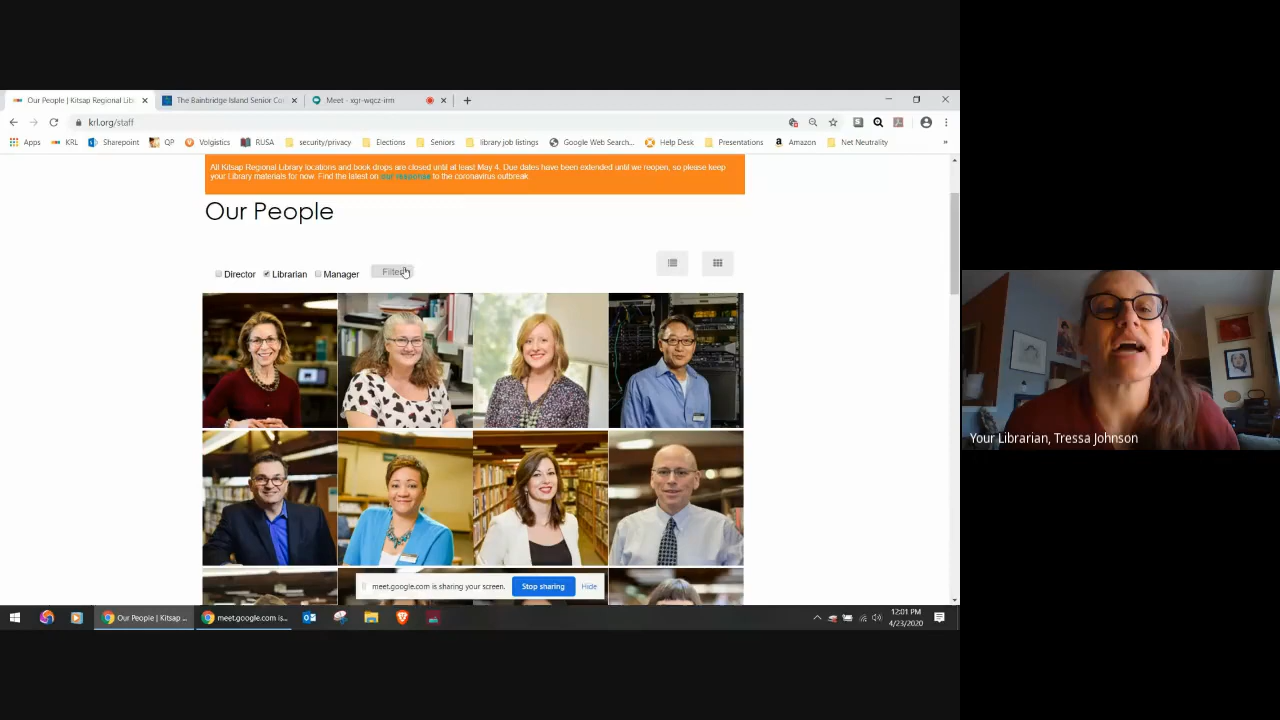 Our People | Kitsap Regional Lib
The Bainbridge Island Senior Co
Meet - xgr-wqcz-irm
krl.org/staff
Apps KRL Sharepoint QP Volgistics RUSA security/privacy Elections Seniors library job listings Google Web Search... Help Desk Presentations Amazon Net Neutrality »
All Kitsap Regional Library locations and book drops are closed until at least May 4. Due dates have been extended until we reopen, so please keep
your Library materials for now. Find the latest on our response to the coronavirus outbreak
Our People
Director Librarian Manager Filter
Your Librarian, Tressa Johnson
meet.google.com is sharing your screen. Stop sharing Hide
Our People | Kitsap ...
meet.google.com is...
12:01 PM
4/23/2020